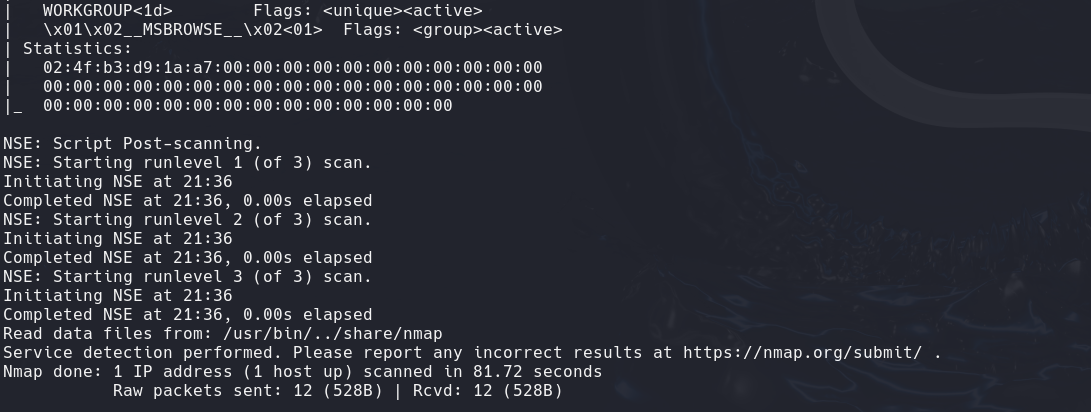 |   WORKGROUP<1d>        Flags: <unique><active>
|   \x01\x02__MSBROWSE__\x02<01>  Flags: <group><active>
| Statistics:
|   02:4f:b3:d9:1a:a7:00:00:00:00:00:00:00:00:00:00:00
|   00:00:00:00:00:00:00:00:00:00:00:00:00:00:00:00:00
|_  00:00:00:00:00:00:00:00:00:00:00:00:00:00
NSE: Script Post-scanning.
NSE: Starting runlevel 1 (of 3) scan.
Initiating NSE at 21:36
Completed NSE at 21:36, 0.00s elapsed
NSE: Starting runlevel 2 (of 3) scan.
Initiating NSE at 21:36
Completed NSE at 21:36, 0.00s elapsed
NSE: Starting runlevel 3 (of 3) scan.
Initiating NSE at 21:36
Completed NSE at 21:36, 0.00s elapsed
Read data files from: /usr/bin/../share/nmap
Service detection performed. Please report any incorrect results at https://nmap.org/submit/ .
Nmap done: 1 IP address (1 host up) scanned in 81.72 seconds
           Raw packets sent: 12 (528B) | Rcvd: 12 (528B)